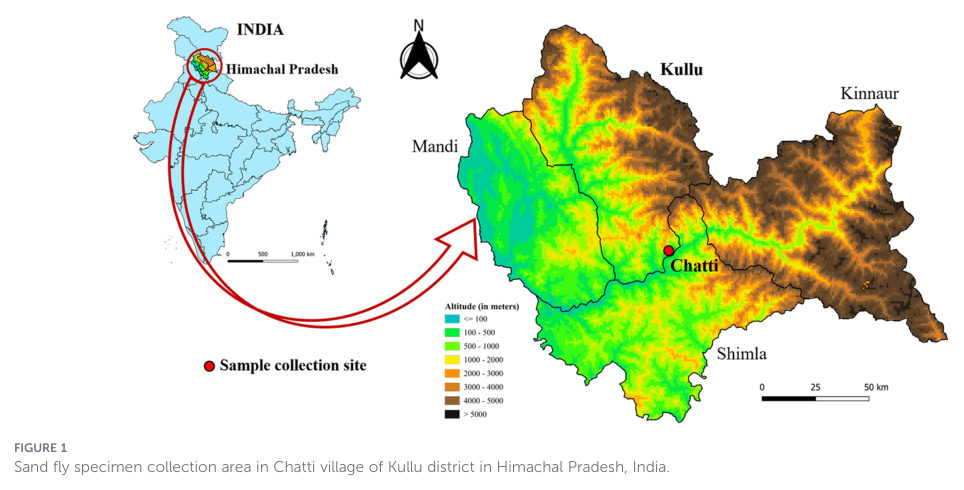 INDIA
Himachal Pradesh
0 500 1,000 km
N
Kullu
Kinnaur
Mandi
Chatti
Shimla
Altitude (in meters)
<= 100
100 - 500
500 - 1000
1000 - 2000
2000 - 3000
3000 - 4000
4000 - 5000
> 5000
0 25 50 km
Sample collection site
FIGURE 1
Sand fly specimen collection area in Chatti village of Kullu district in Himachal Pradesh, India.